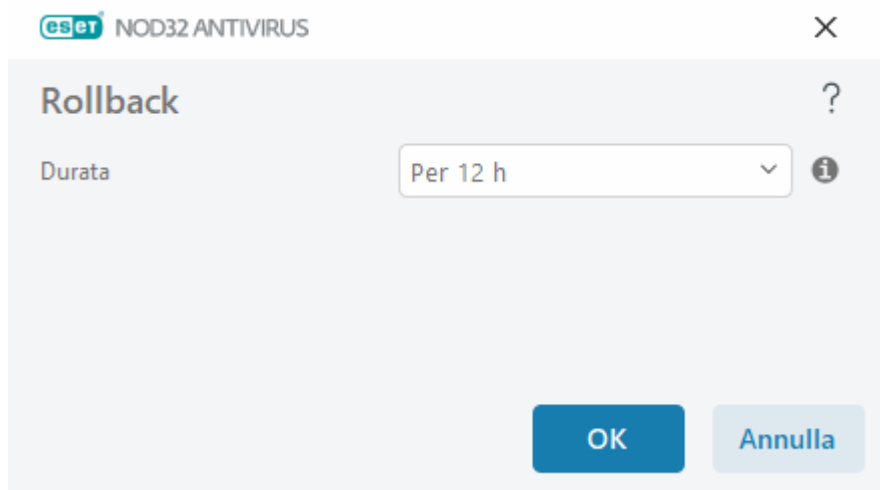 eset NOD32 ANTIVIRUS
Rollback
?
Durata
Per 12 h
OK
Annulla